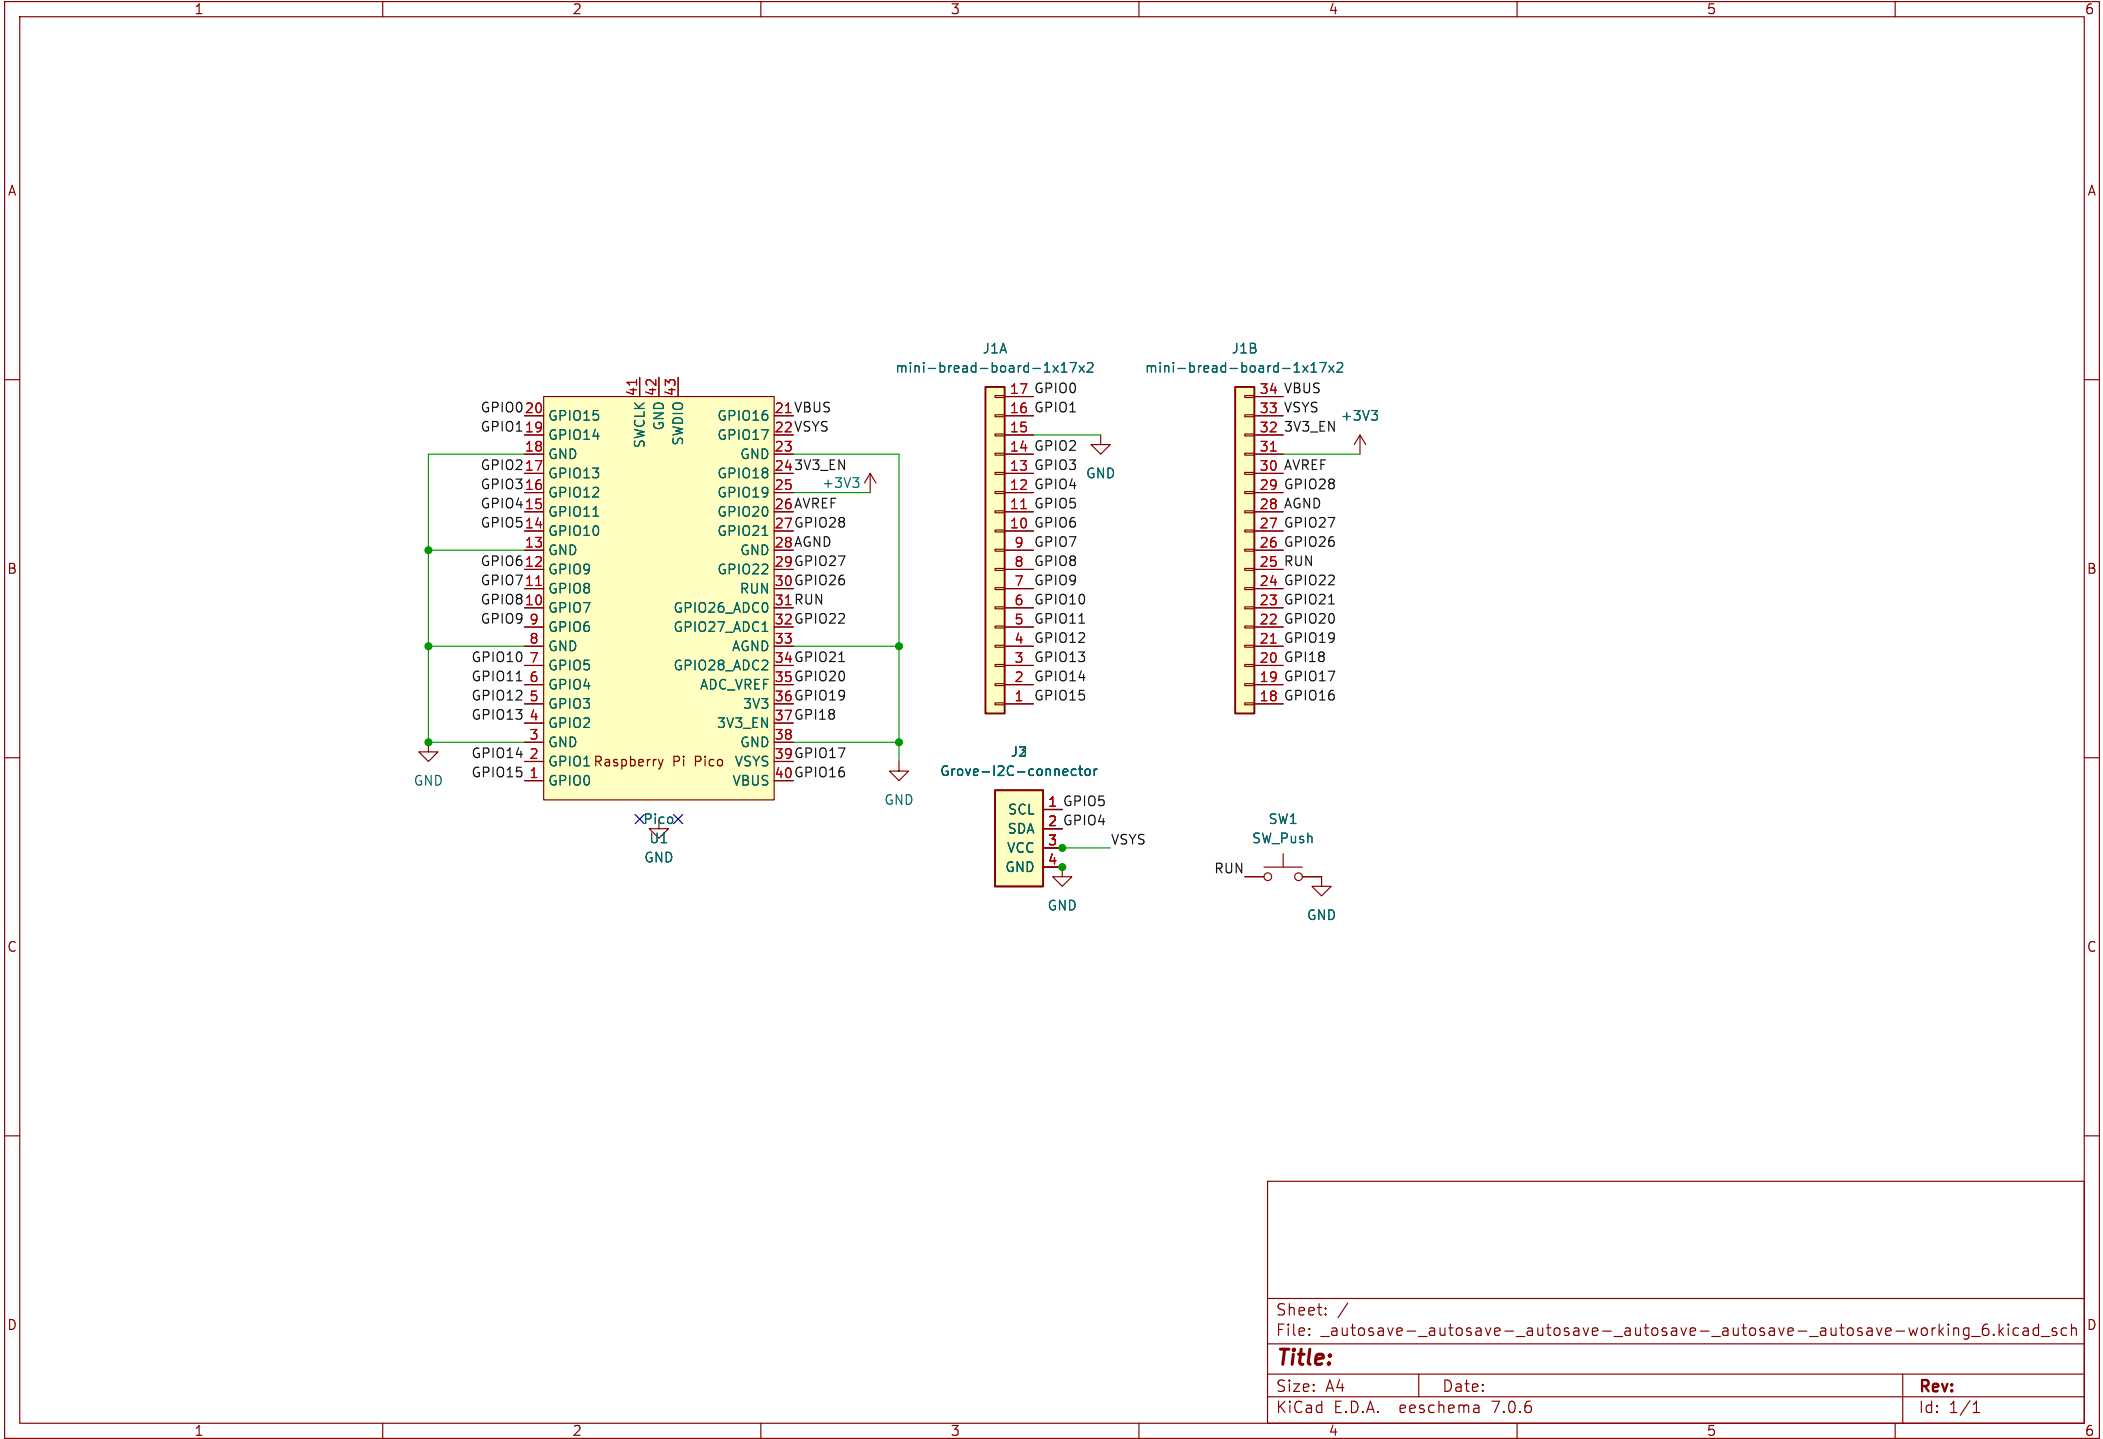 1 2 3 4 5 6
A A
B B
C C
D D
J1A
mini-bread-board-1x17x2
17 GPIO0
16 GPIO1
15
14 GPIO2
13 GPIO3
12 GPIO4
11 GPIO5
10 GPIO6
9 GPIO7
8 GPIO8
7 GPIO9
6 GPIO10
5 GPIO11
4 GPIO12
3 GPIO13
2 GPIO14
1 GPIO15
GND
J1B
mini-bread-board-1x17x2
34 VBUS
33 VSYS
32 3V3_EN
31
30 AVREF
29 GPIO28
28 AGND
27 GPIO27
26 GPIO26
25 RUN
24 GPIO22
23 GPIO21
22 GPIO20
21 GPIO19
20 GPI18
19 GPIO17
18 GPIO16
+3V3
41 42 43
SWCLK GND SWDIO
GPIO0 20 GPIO15
GPIO1 19 GPIO14
18 GND
GPIO2 17 GPIO13
GPIO3 16 GPIO12
GPIO4 15 GPIO11
GPIO5 14 GPIO10
13 GND
GPIO6 12 GPIO9
GPIO7 11 GPIO8
GPIO8 10 GPIO7
GPIO9 9 GPIO6
8 GND
GPIO10 7 GPIO5
GPIO11 6 GPIO4
GPIO12 5 GPIO3
GPIO13 4 GPIO2
3 GND
GPIO14 2 GPIO1
GPIO15 1 GPIO0
GND
Raspberry Pi Pico
GPIO16 21 VBUS
GPIO17 22 VSYS
GND 23
GPIO18 24 3V3_EN
GPIO19 25 +3V3
GPIO20 26 AVREF
GPIO21 27 GPIO28
GND 28 AGND
GPIO22 29 GPIO27
RUN 30 GPIO26
GPIO26_ADC0 31 RUN
GPIO27_ADC1 32 GPIO22
AGND 33
GPIO28_ADC2 34 GPIO21
ADC_VREF 35 GPIO20
3V3 36 GPIO19
3V3_EN 37 GPI18
GND 38
VSYS 39 GPIO17
VBUS 40 GPIO16
GND
Pico
U1
GND
Grove-I2C-connector
SCL 1 GPIO5
SDA 2 GPIO4
VCC 3 VSYS
GND 4
GND
SW1
SW_Push
RUN
GND
Sheet: /
File: _autosave-_autosave-_autosave-_autosave-_autosave-_autosave-working_6.kicad_sch
Title:
Size: A4 Date: Rev:
KiCad E.D.A. eeschema 7.0.6 Id: 1/1
1 2 3 4 5 6